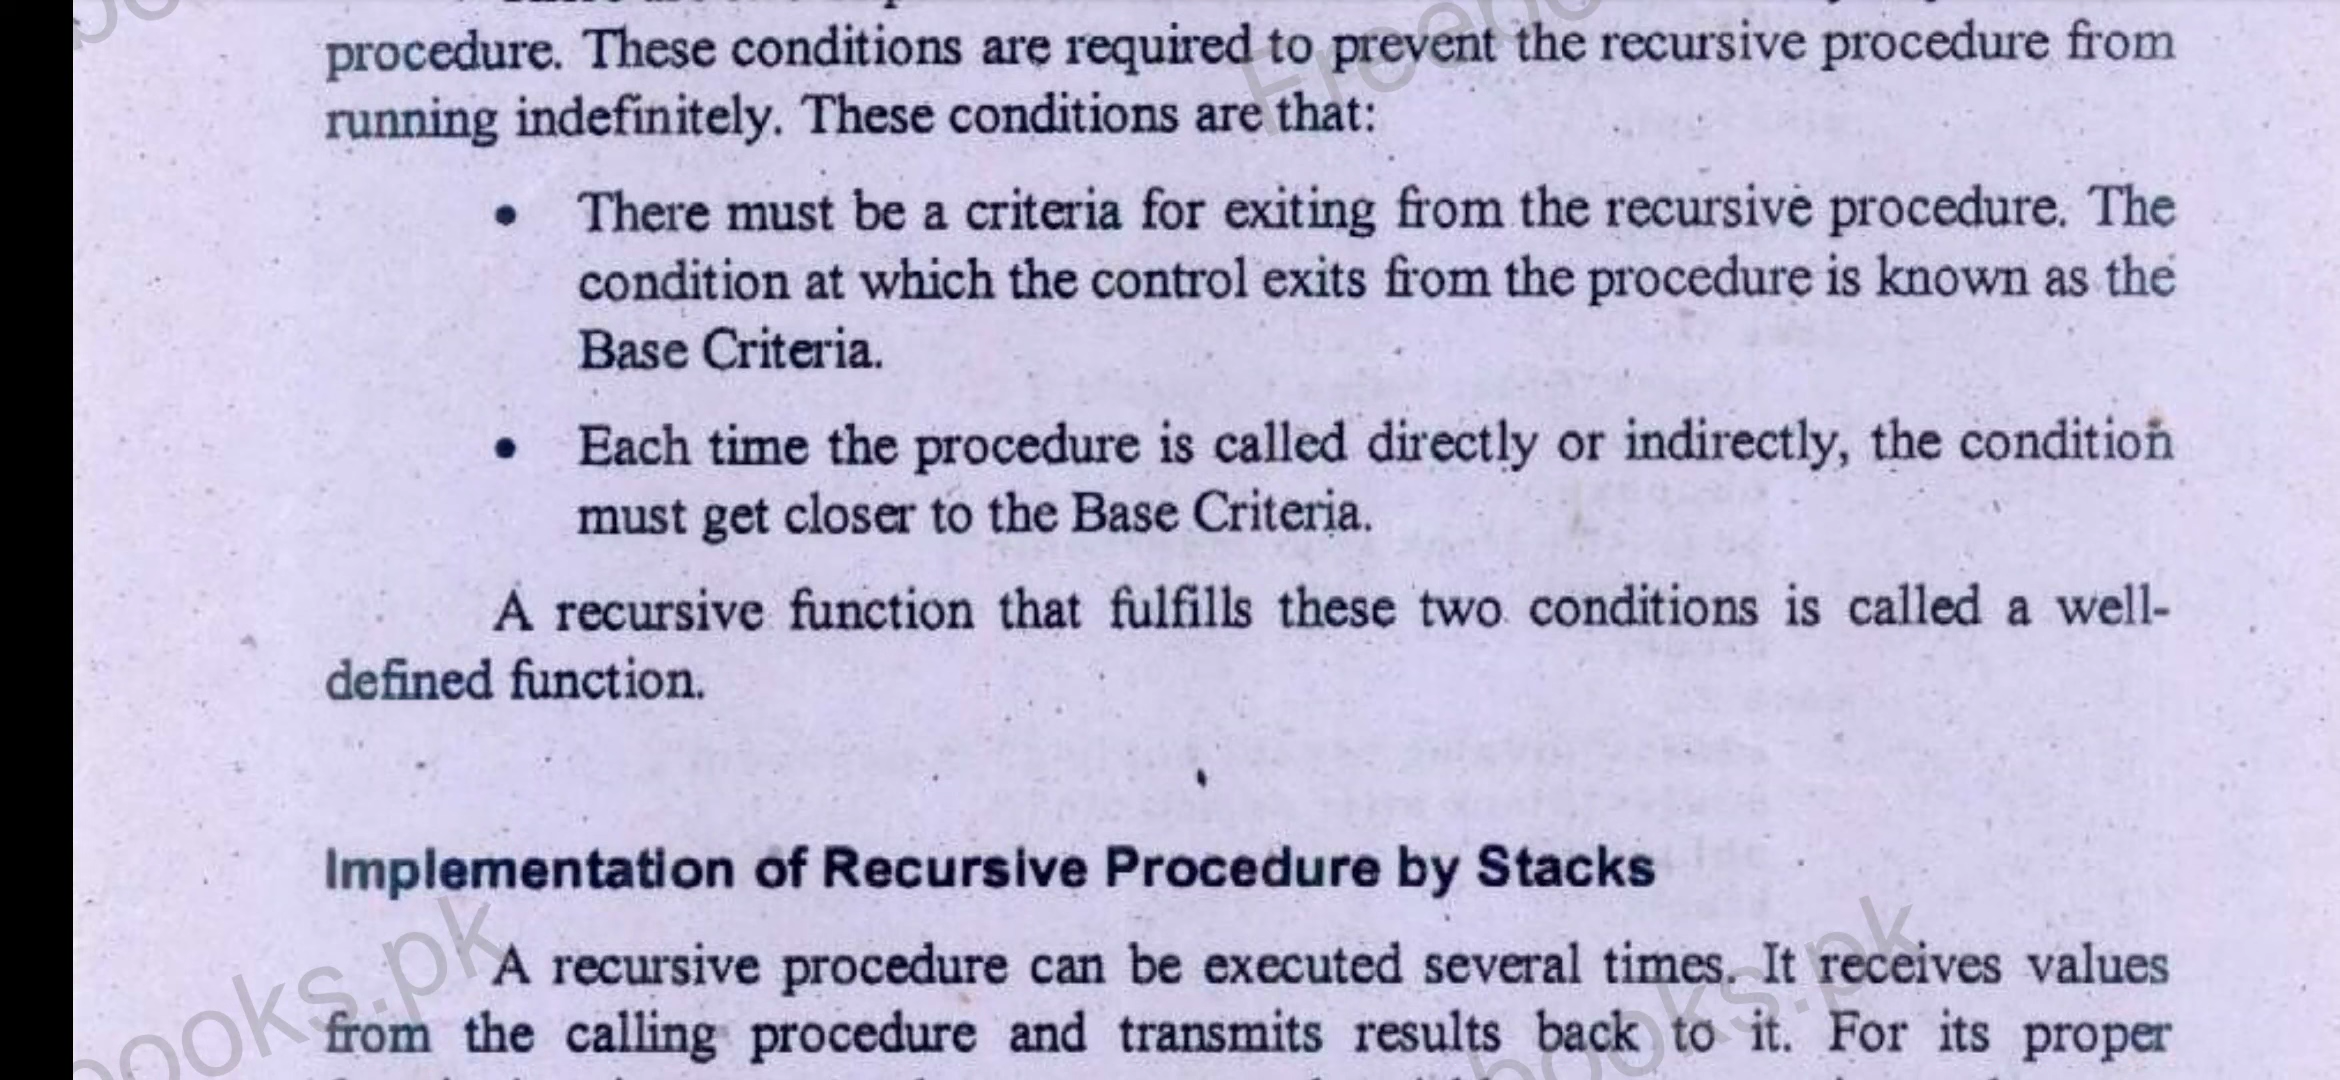 procedure. These conditions are required to prevent the recursive procedure from
running indefinitely. These conditions are that:
• There must be a criteria for exiting from the recursive procedure. The
condition at which the control exits from the procedure is known as the
Base Criteria.
• Each time the procedure is called directly or indirectly, the condition
must get closer to the Base Criteria.
A recursive function that fulfills these two conditions is called a well-
defined function.
Implementation of Recursive Procedure by Stacks
A recursive procedure can be executed several times. It receives values
from the calling procedure and transmits results back to it. For its proper
ooks.pk
books.pk